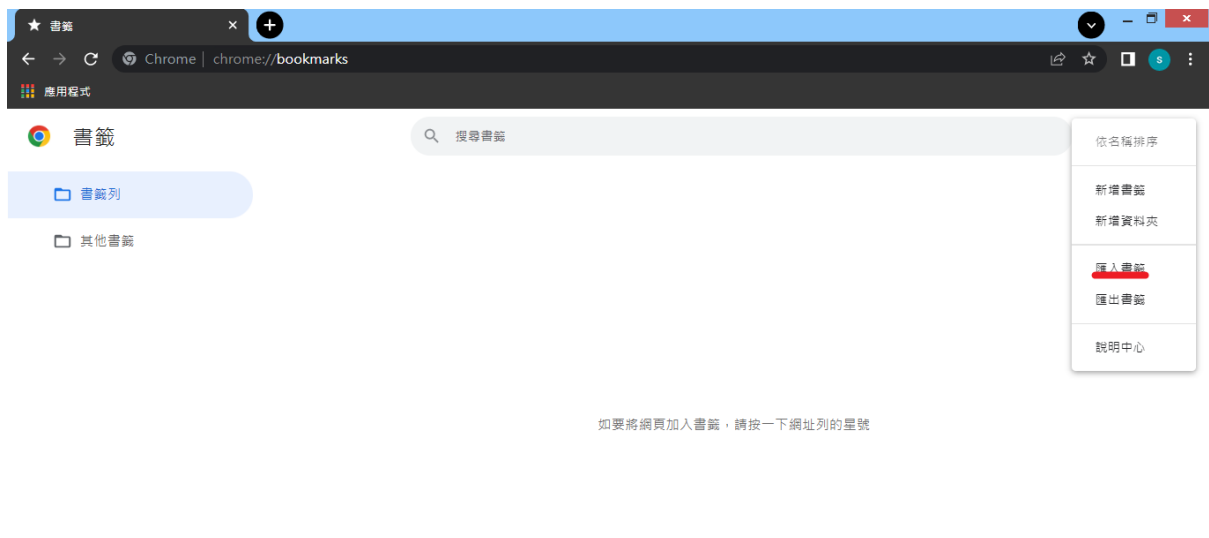 書籤
Chrome | chrome://bookmarks
S
應用程式
書籤
搜尋書籤
書籤列
其他書籤
依名稱排序
新增書籤
新增資料夾
匯入書籤
匯出書籤
說明中心
如要將網頁加入書籤，請按一下網址列的星號